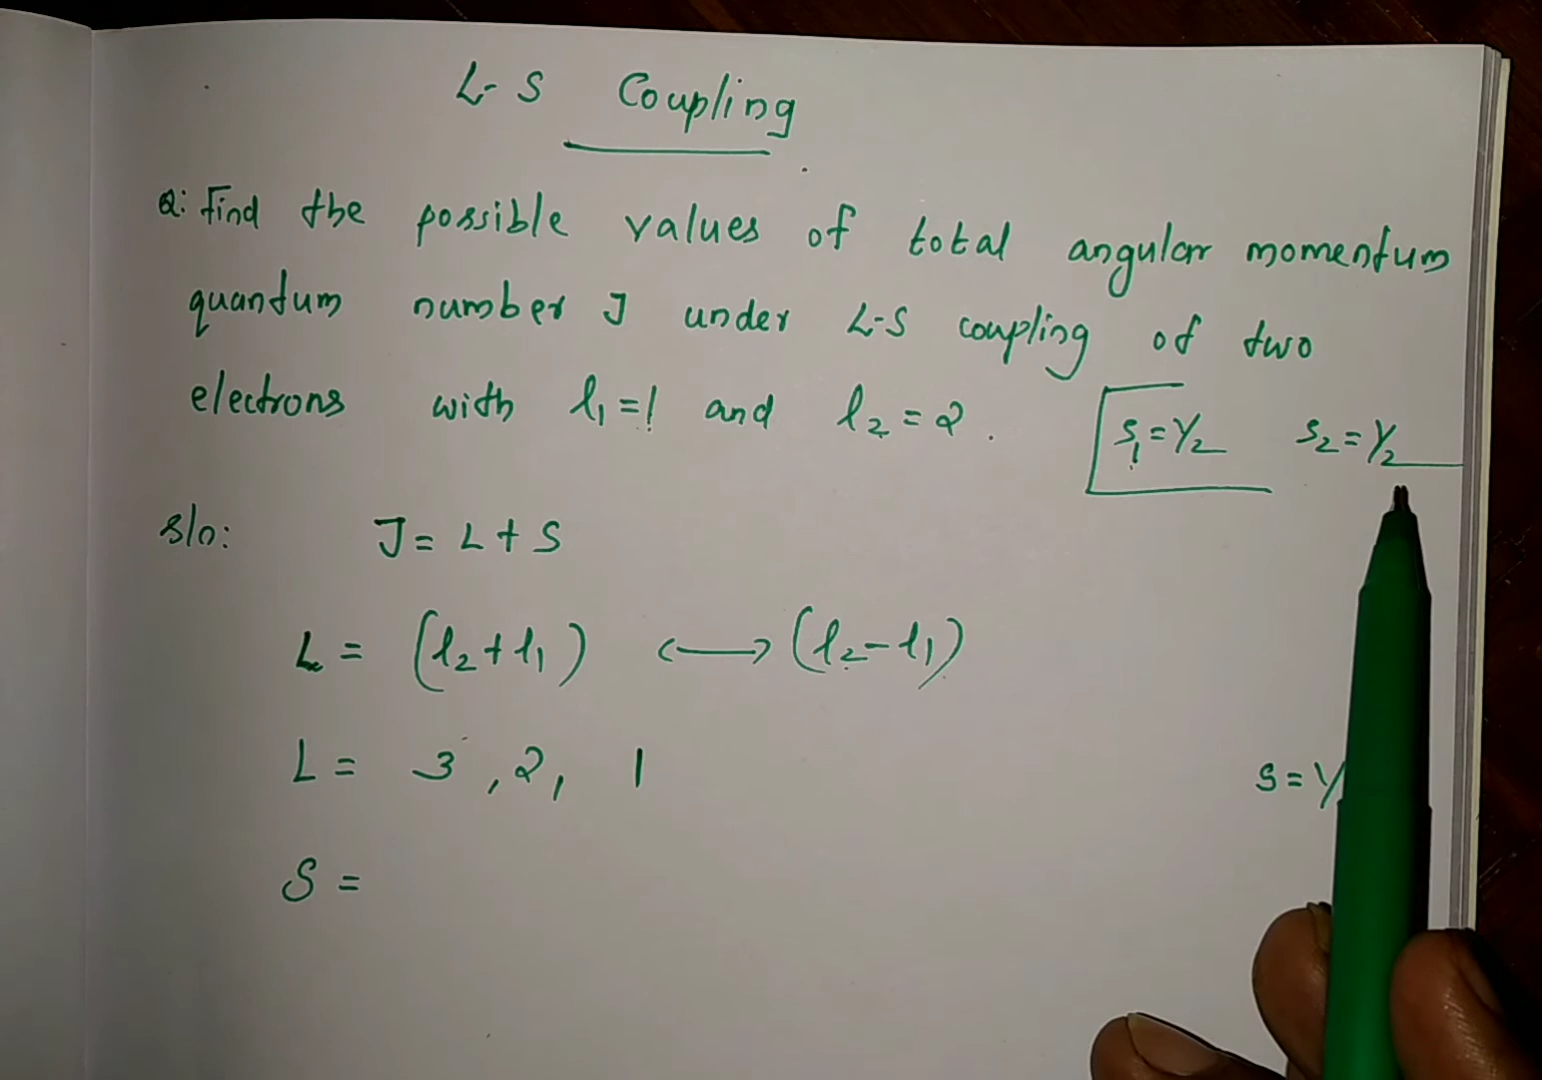 L-S Coupling
Q: Find the possible values of total angular momentum
quantum number J under L-S coupling of two
electrons with l₁=1 and l₂=2. s₁=1/2 s₂=1/2
sln: J= L+S
L = (l₂+l₁) ⟷ (l₂-l₁)
L = 3, 2, 1
S =